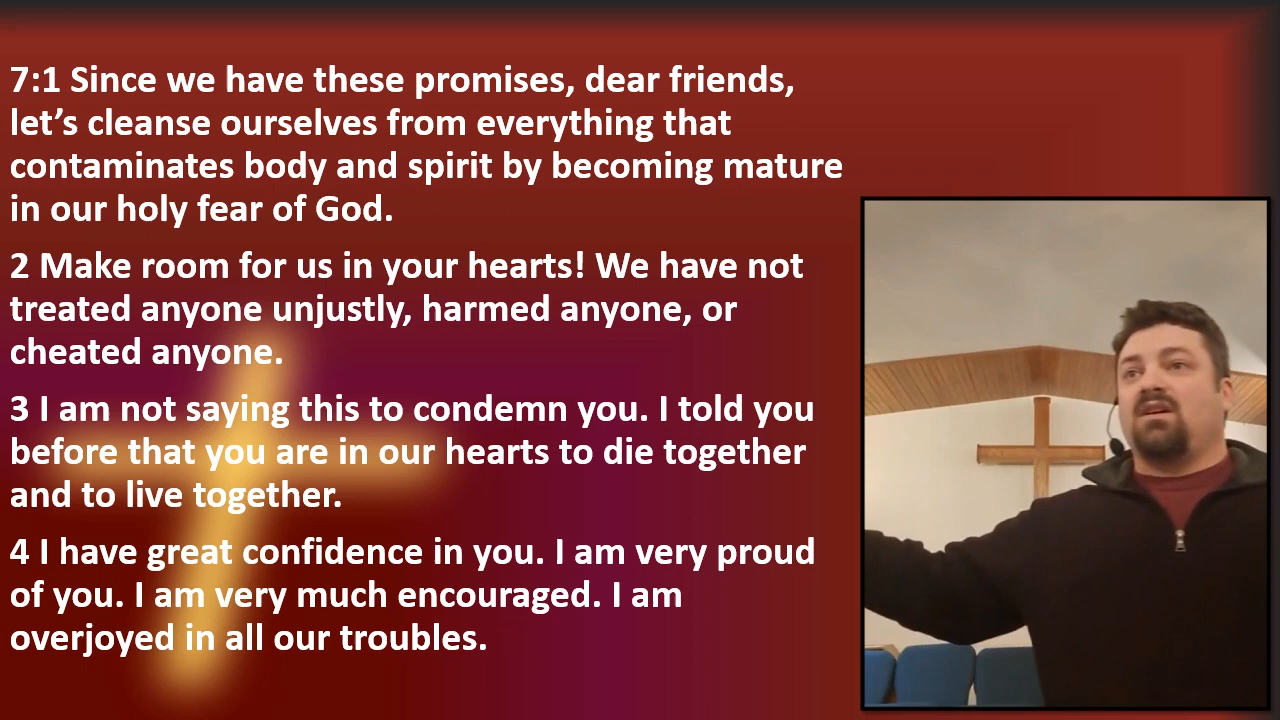 7:1 Since we have these promises, dear friends,
let’s cleanse ourselves from everything that
contaminates body and spirit by becoming mature
in our holy fear of God.
2 Make room for us in your hearts! We have not
treated anyone unjustly, harmed anyone, or
cheated anyone.
3 I am not saying this to condemn you. I told you
before that you are in our hearts to die together
and to live together.
4 I have great confidence in you. I am very proud
of you. I am very much encouraged. I am
overjoyed in all our troubles.